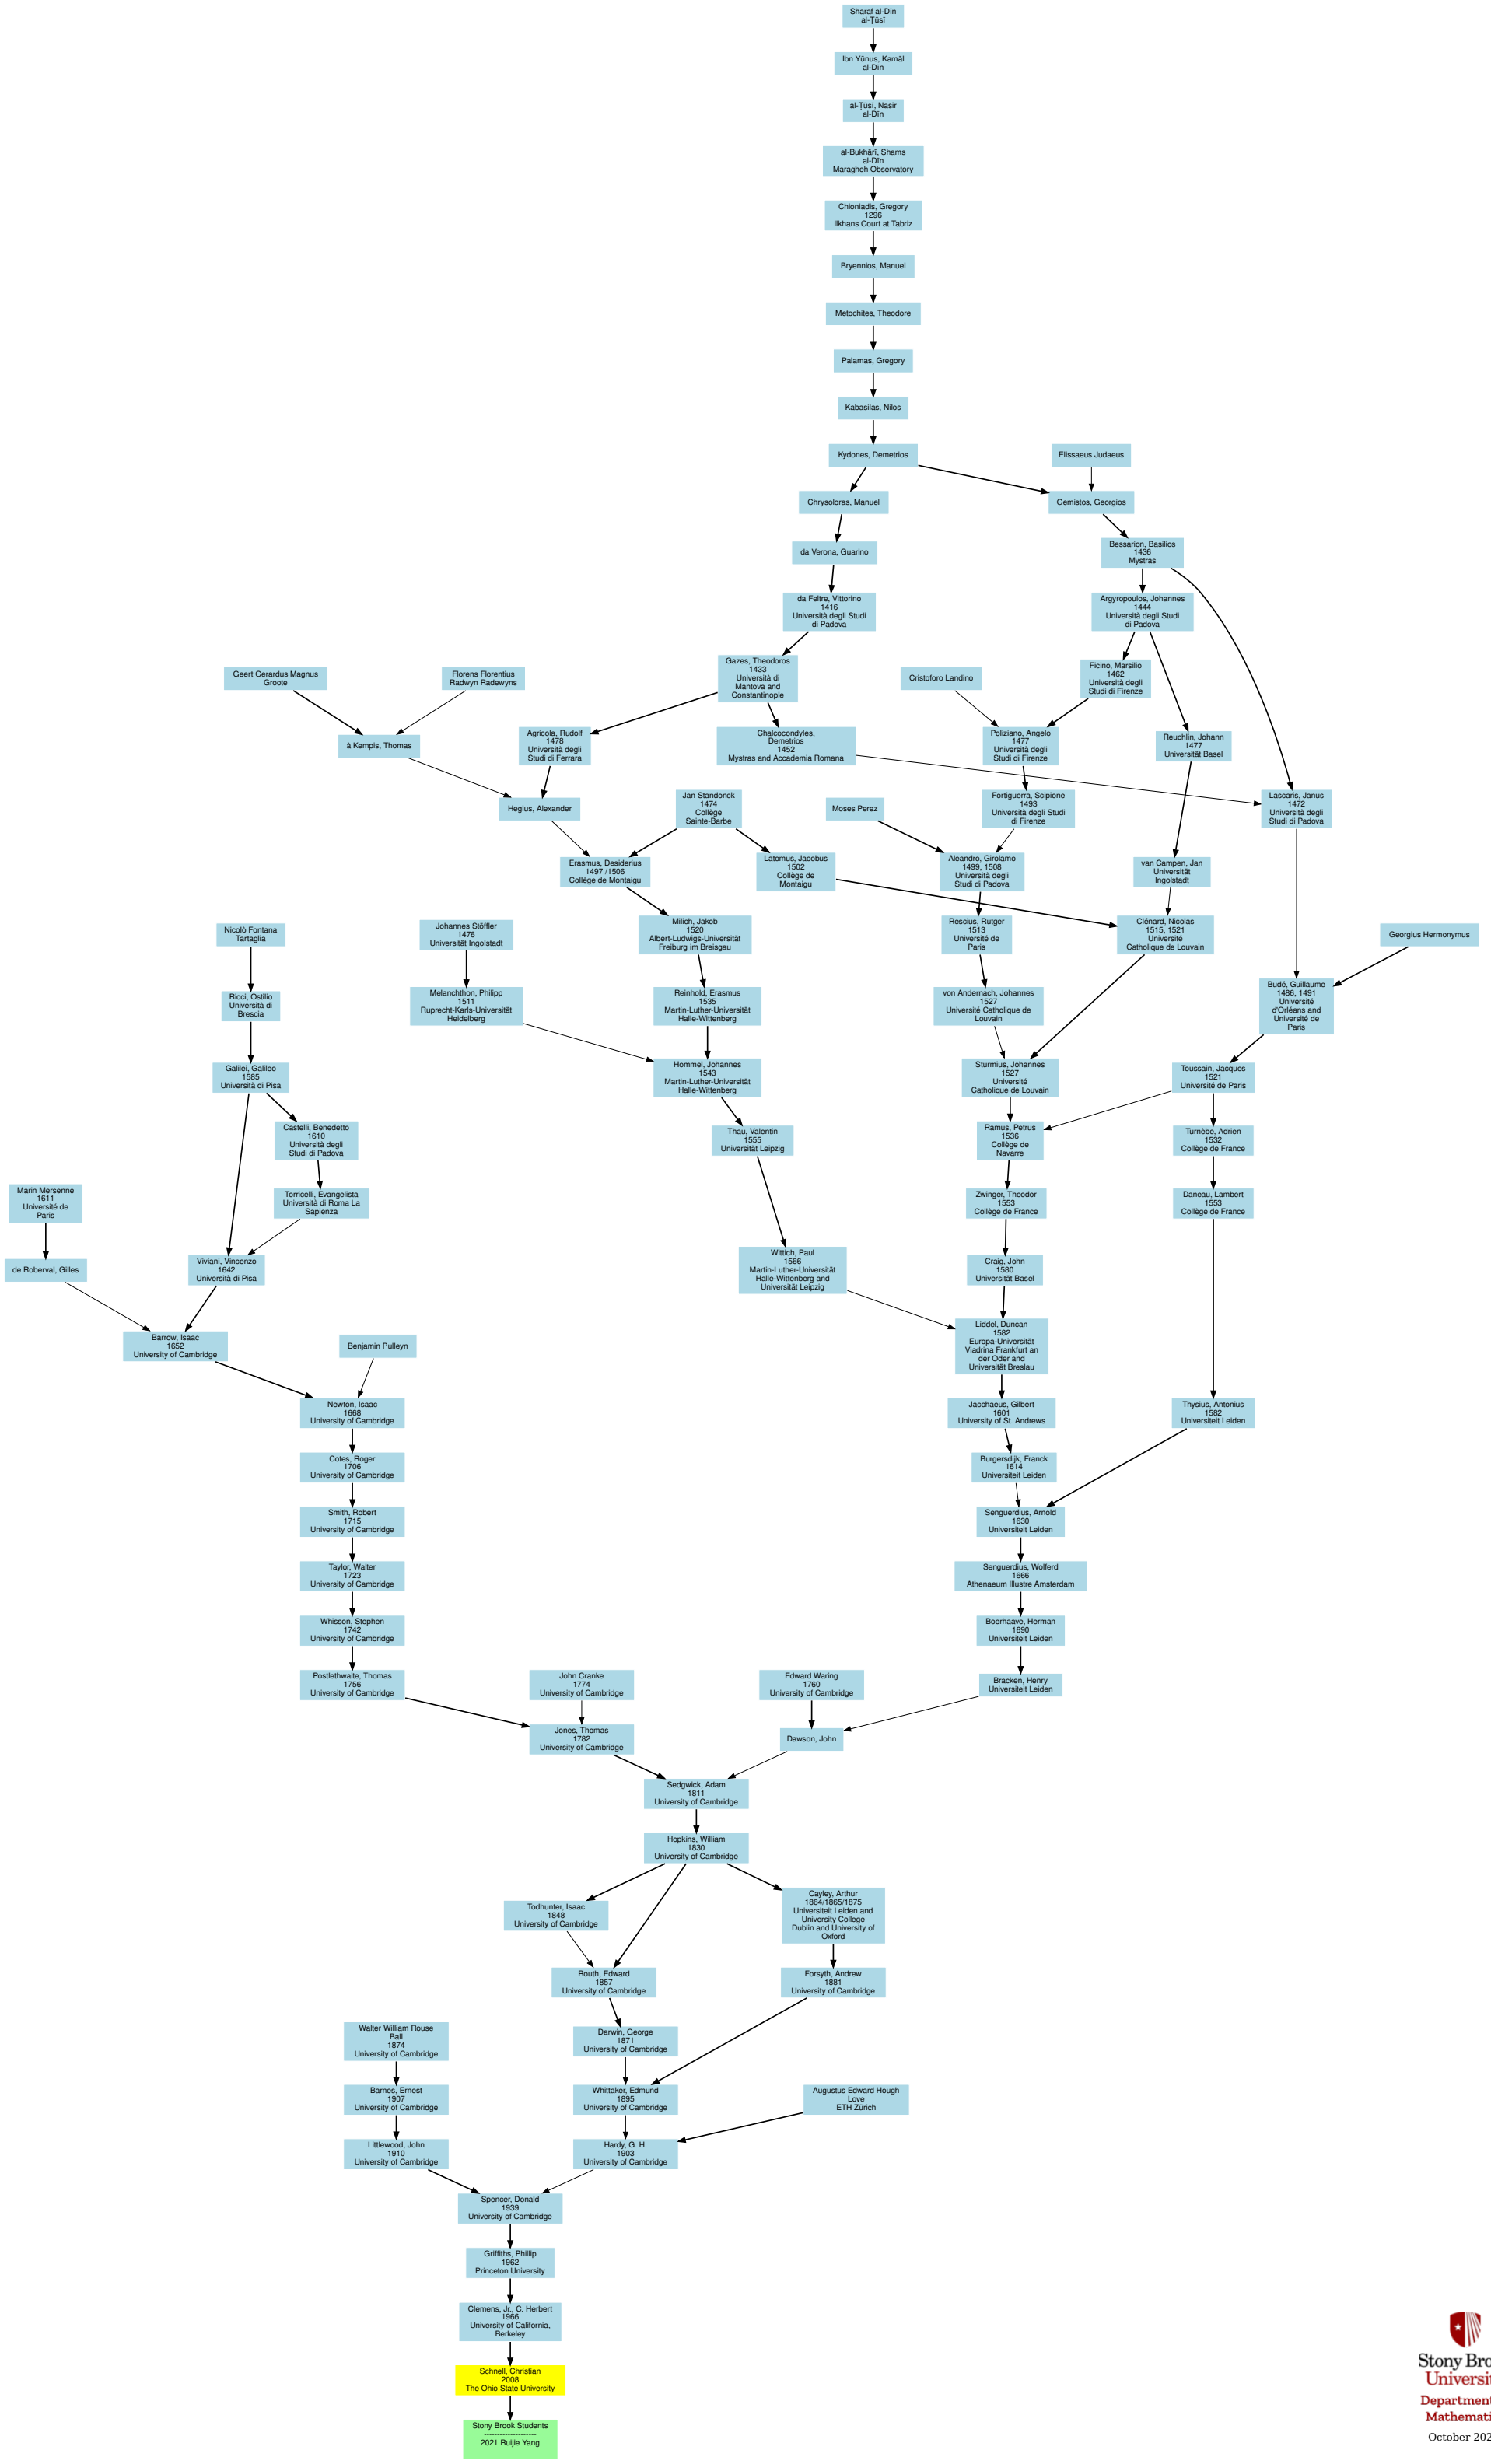 Sharaf al-Dīn
al-Ṭūsī
Ibn Yūnus, Kamāl
al-Dīn
al-Ṭūsī, Nasir
al-Dīn
al-Bukhārī, Shams
al-Dīn
Maragheh Observatory
Chioniadis, Gregory
1296
Ilkhans Court at Tabriz
Bryennios, Manuel
Metochites, Theodore
Palamas, Gregory
Kabasilas, Nilos
Kydones, Demetrios
Elissaeus Judaeus
Chrysoloras, Manuel
Gemistos, Georgios
da Verona, Guarino
Bessarion, Basilios
1436
Mystras
da Feltre, Vittorino
1416
Università degli Studi
di Padova
Argyropoulos, Johannes
1444
Università degli Studi
di Padova
Geert Gerardus Magnus
Groote
Florens Florentius
Radwyn Radewyns
Gazes, Theodoros
1433
Università di
Mantova and
Constantinople
Cristoforo Landino
Ficino, Marsilio
1462
Università degli
Studi di Firenze
à Kempis, Thomas
Agricola, Rudolf
1478
Università degli
Studi di Ferrara
Chalcocondyles,
Demetrios
1452
Mystras and Accademia Romana
Poliziano, Angelo
1477
Università degli
Studi di Firenze
Reuchlin, Johann
1477
Universität Basel
Hegius, Alexander
Jan Standonck
1474
Collège
Sainte-Barbe
Moses Perez
Fortiguerra, Scipione
1493
Università degli Studi
di Firenze
Lascaris, Janus
1472
Università degli
Studi di Padova
Erasmus, Desiderius
1497 /1506
Collège de Montaigu
Latomus, Jacobus
1502
Collège de
Montaigu
Aleandro, Girolamo
1499, 1508
Università degli
Studi di Padova
van Campen, Jan
Universität
Ingolstadt
Nicolò Fontana
Tartaglia
Johannes Stöffler
1476
Universität Ingolstadt
Milich, Jakob
1520
Albert-Ludwigs-Universität
Freiburg im Breisgau
Rescius, Rutger
1513
Université de
Paris
Clénard, Nicolas
1515, 1521
Université
Catholique de Louvain
Georgius Hermonymus
Ricci, Ostilio
Università di
Brescia
Melanchthon, Philipp
1511
Ruprecht-Karls-Universität
Heidelberg
Reinhold, Erasmus
1535
Martin-Luther-Universität
Halle-Wittenberg
von Andernach, Johannes
1527
Université Catholique de
Louvain
Budé, Guillaume
1486, 1491
Université
d'Orléans and
Université de
Paris
Galilei, Galileo
1585
Università di Pisa
Hommel, Johannes
1543
Martin-Luther-Universität
Halle-Wittenberg
Sturmius, Johannes
1527
Université
Catholique de Louvain
Toussain, Jacques
1521
Université de Paris
Castelli, Benedetto
1610
Università degli
Studi di Padova
Thau, Valentin
1555
Universität Leipzig
Ramus, Petrus
1536
Collège de
Navarre
Turnèbe, Adrien
1532
Collège de France
Marin Mersenne
1611
Université de
Paris
Torricelli, Evangelista
Università di Roma La
Sapienza
Zwinger, Theodor
1553
Collège de France
Daneau, Lambert
1553
Collège de France
de Roberval, Gilles
Viviani, Vincenzo
1642
Università di Pisa
Wittich, Paul
1566
Martin-Luther-Universität
Halle-Wittenberg and
Universität Leipzig
Craig, John
1580
Universität Basel
Barrow, Isaac
1652
University of Cambridge
Benjamin Pulleyn
Liddel, Duncan
1582
Europa-Universität
Viadrina Frankfurt an
der Oder and
Universität Breslau
Newton, Isaac
1668
University of Cambridge
Jacchaeus, Gilbert
1601
University of St. Andrews
Thysius, Antonius
1582
Universiteit Leiden
Cotes, Roger
1706
University of Cambridge
Burgersdijk, Franck
1614
Universiteit Leiden
Smith, Robert
1715
University of Cambridge
Senguerdius, Arnold
1630
Universiteit Leiden
Taylor, Walter
1723
University of Cambridge
Senguerdius, Wolferd
1666
Athenaeum Illustre Amsterdam
Whisson, Stephen
1742
University of Cambridge
Boerhaave, Herman
1690
Universiteit Leiden
Postlethwaite, Thomas
1756
University of Cambridge
John Cranke
1774
University of Cambridge
Edward Waring
1760
University of Cambridge
Bracken, Henry
Universiteit Leiden
Jones, Thomas
1782
University of Cambridge
Dawson, John
Sedgwick, Adam
1811
University of Cambridge
Hopkins, William
1830
University of Cambridge
Todhunter, Isaac
1848
University of Cambridge
Cayley, Arthur
1864/1865/1875
Universiteit Leiden and
University College
Dublin and University of
Oxford
Routh, Edward
1857
University of Cambridge
Forsyth, Andrew
1881
University of Cambridge
Walter William Rouse
Ball
1874
University of Cambridge
Darwin, George
1871
University of Cambridge
Barnes, Ernest
1907
University of Cambridge
Whittaker, Edmund
1895
University of Cambridge
Augustus Edward Hough
Love
ETH Zürich
Littlewood, John
1910
University of Cambridge
Hardy, G. H.
1903
University of Cambridge
Spencer, Donald
1939
University of Cambridge
Griffiths, Phillip
1962
Princeton University
Clemens, Jr., C. Herbert
1966
University of California,
Berkeley
Schnell, Christian
2008
The Ohio State University
Stony Brook Students
--------------------
2021 Ruijie Yang
Stony Bro
Universi
Departmen
Mathemati
October 202